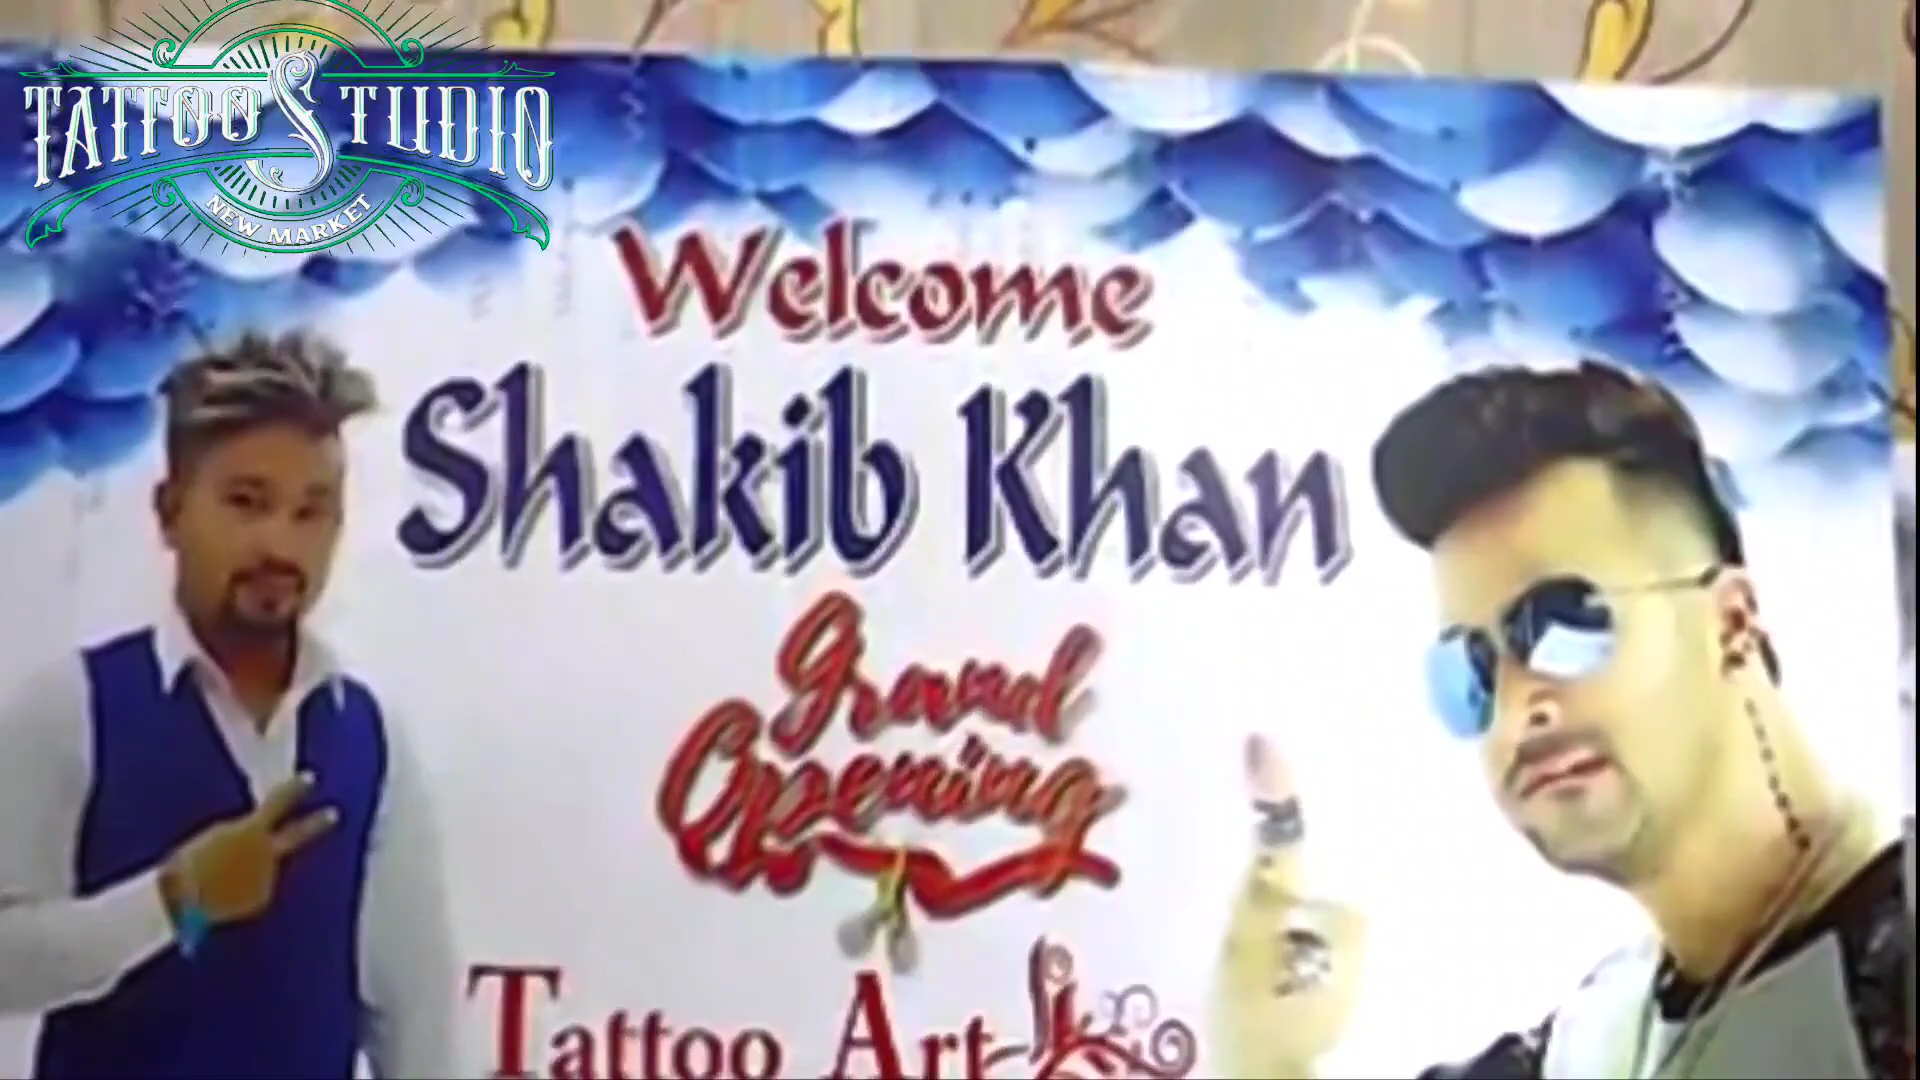 TATTOO STUDIO
NEW MARKET
Welcome
Shakib Khan
Grand
Opening
Tattoo Art